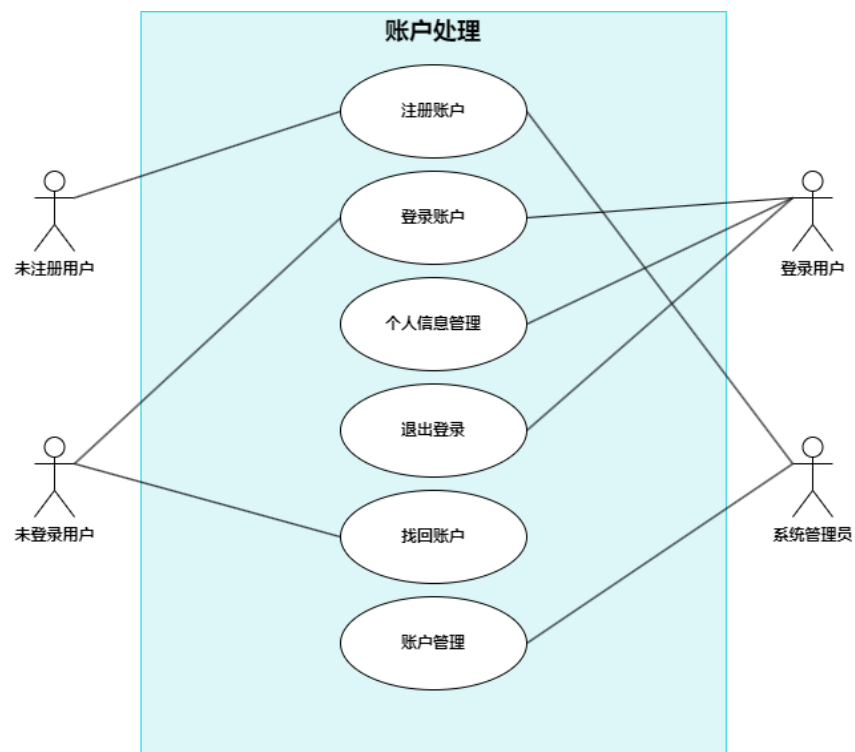 账户处理
注册账户
登录账户
未注册用户
登录用户
个人信息管理
退出登录
找回账户
未登录用户
系统管理员
账户管理